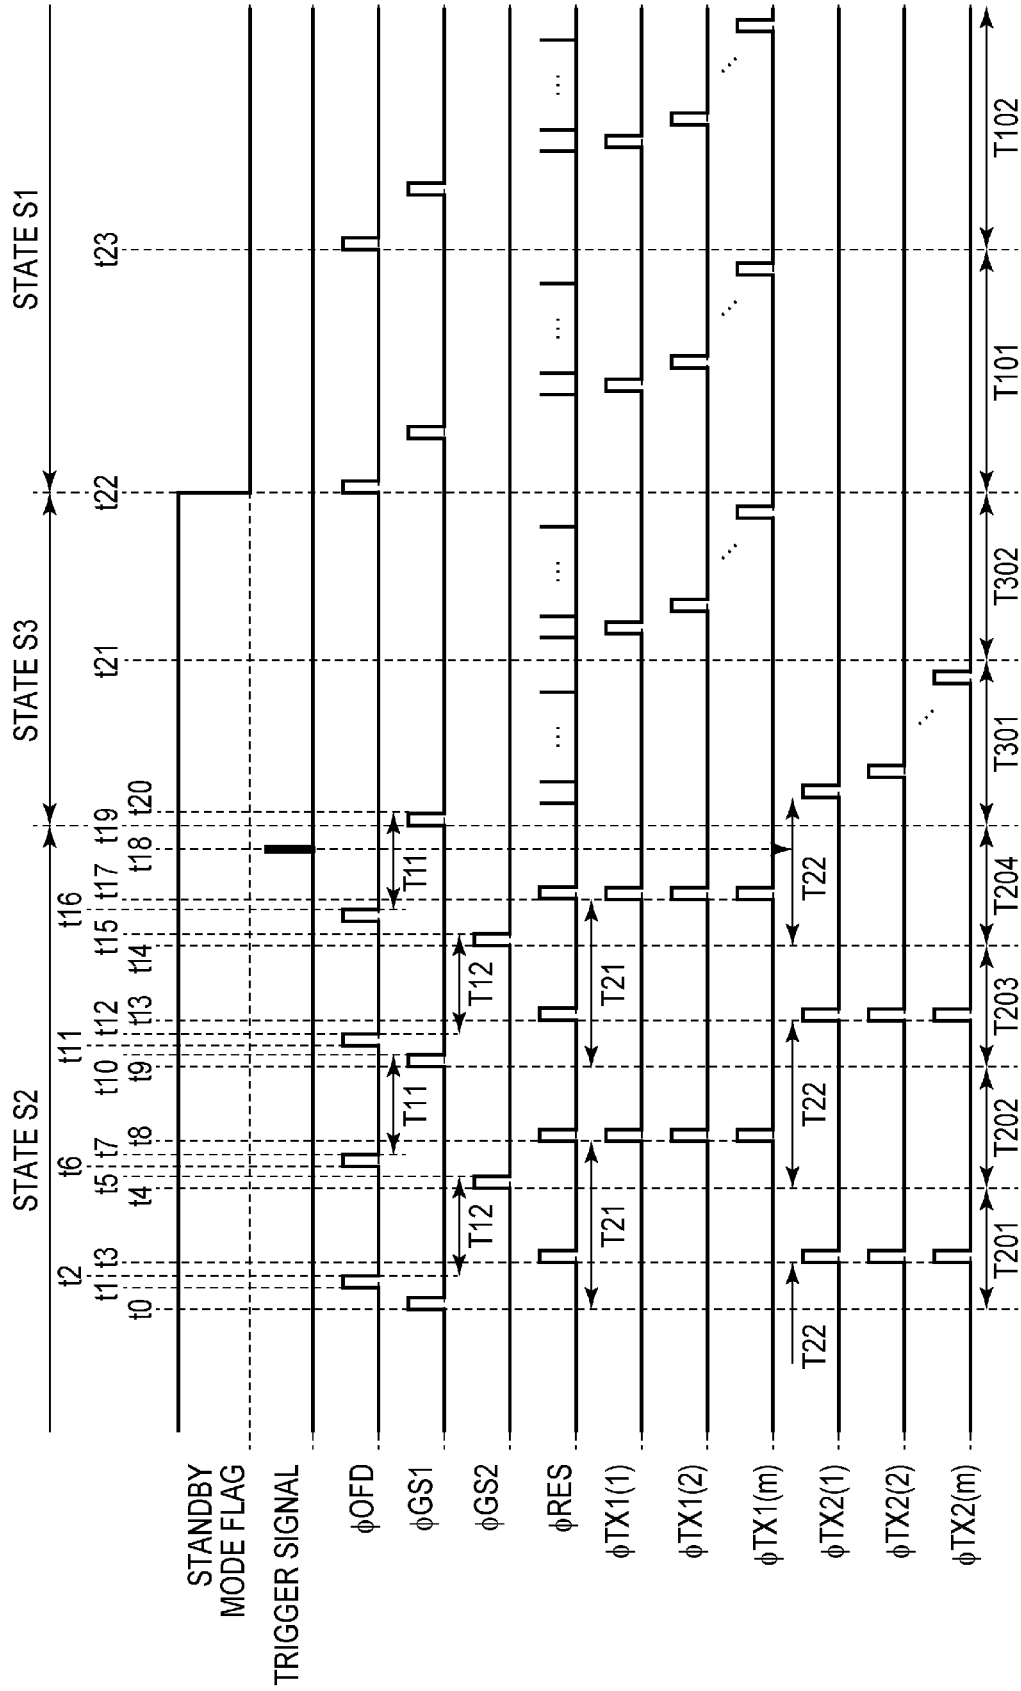 STATE S2
STATE S3
STATE S1
t2
t6
t11
t16
t1
t5
t7
t10
t12
t15
t17
t19
t21
t22
t23
t0
t3
t4
t8
t9
t13
t14
t18
t20
STANDBY
MODE FLAG
TRIGGER SIGNAL
ϕOFD
T11
T11
ϕGS1
T12
T12
ϕGS2
ϕRES
....
....
....
....
T21
T21
ϕTX1(1)
ϕTX1(2)
ϕTX1(m)
T22
T22
T22
ϕTX2(1)
ϕTX2(2)
ϕTX2(m)
T201
T202
T203
T204
T301
T302
T101
T102